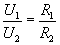 U₁/U₂ = R₁/R₂